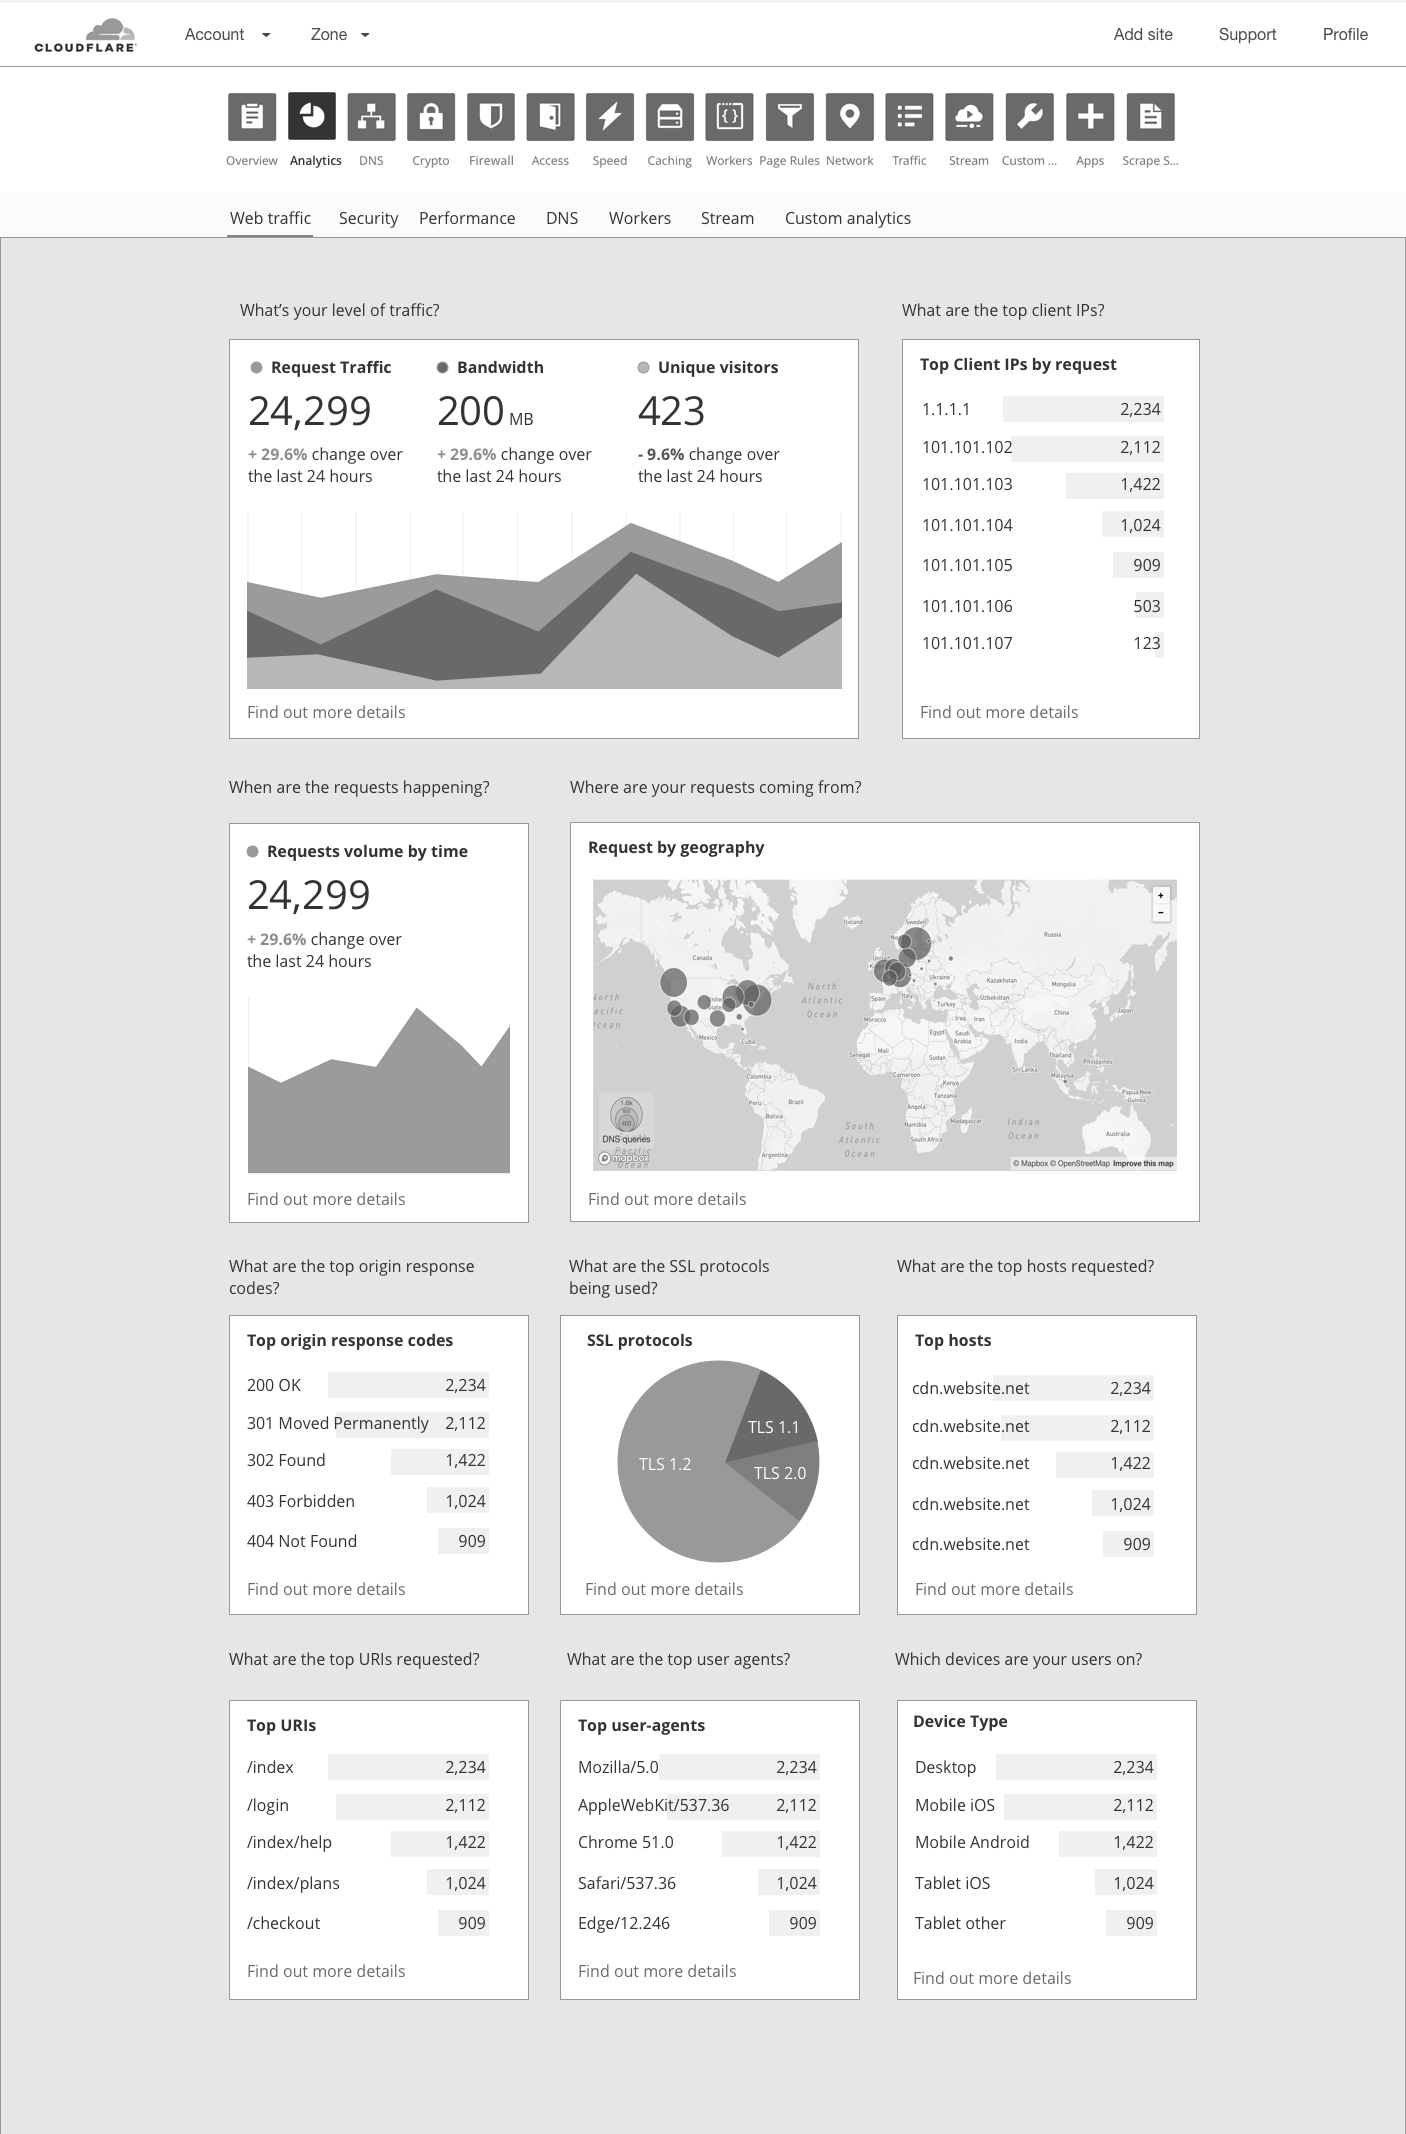 CLOUDFLARE
Account
Zone
Add site
Support
Profile
Overview
Analytics
DNS
Crypto
Firewall
Access
Speed
Caching
Workers
Page Rules
Network
Traffic
Stream
Custom ...
Apps
Scrape S...
Web traffic
Security
Performance
DNS
Workers
Stream
Custom analytics
What's your level of traffic?
Request Traffic
24,299
+ 29.6% change over
the last 24 hours
Bandwidth
200 MB
+ 29.6% change over
the last 24 hours
Unique visitors
423
- 9.6% change over
the last 24 hours
Find out more details
What are the top client IPs?
Top Client IPs by request
1.1.1.1 2,234
101.101.102 2,112
101.101.103 1,422
101.101.104 1,024
101.101.105 909
101.101.106 503
101.101.107 123
Find out more details
When are the requests happening?
Requests volume by time
24,299
+ 29.6% change over
the last 24 hours
Find out more details
Where are your requests coming from?
Request by geography
+
−
Iceland
Sweden
Russia
Canada
Ukraine
Kazakhstan
Mongolia
North
Atlantic
Ocean
Spain
Italy
Turkey
Uzbekistan
China
Japan
Morocco
Iraq
Iran
Egypt
Saudi
Arabia
India
Mexico
Cuba
Senegal
Mali
Sudan
Thailand
Philippines
Sri Lanka
Malaysia
Colombia
Cameroon
Kenya
Tanzania
Papua New
Guinea
Peru
Brazil
Angola
Bolivia
Namibia
Madagascar
South
Atlantic
Ocean
Indian
Ocean
South Africa
Australia
Argentina
1.6k
800
400
DNS queries
Pacific
Ocean
mapbox
© Mapbox © OpenStreetMap Improve this map
Find out more details
What are the top origin response
codes?
Top origin response codes
200 OK 2,234
301 Moved Permanently 2,112
302 Found 1,422
403 Forbidden 1,024
404 Not Found 909
Find out more details
What are the SSL protocols
being used?
SSL protocols
TLS 1.1
TLS 1.2
TLS 2.0
Find out more details
What are the top hosts requested?
Top hosts
cdn.website.net 2,234
cdn.website.net 2,112
cdn.website.net 1,422
cdn.website.net 1,024
cdn.website.net 909
Find out more details
What are the top URIs requested?
Top URIs
/index 2,234
/login 2,112
/index/help 1,422
/index/plans 1,024
/checkout 909
Find out more details
What are the top user agents?
Top user-agents
Mozilla/5.0 2,234
AppleWebKit/537.36 2,112
Chrome 51.0 1,422
Safari/537.36 1,024
Edge/12.246 909
Find out more details
Which devices are your users on?
Device Type
Desktop 2,234
Mobile iOS 2,112
Mobile Android 1,422
Tablet iOS 1,024
Tablet other 909
Find out more details